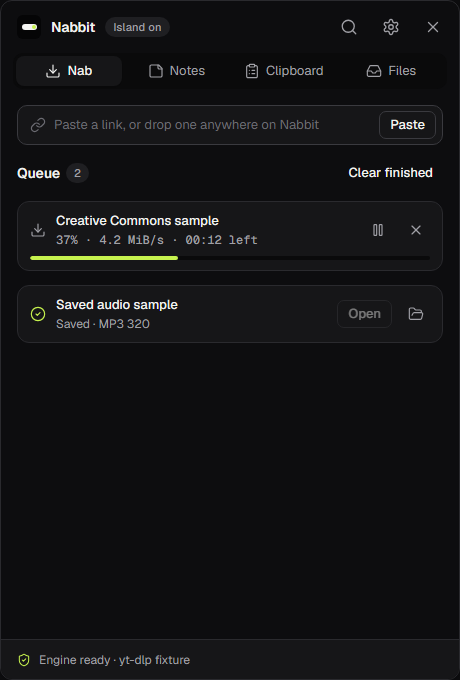 Nabbit Island on
Nab Notes Clipboard Files
Paste a link, or drop one anywhere on Nabbit Paste
Queue 2 Clear finished
Creative Commons sample
37% · 4.2 MiB/s · 00:12 left
Saved audio sample
Saved · MP3 320
Open
Engine ready · yt-dlp fixture